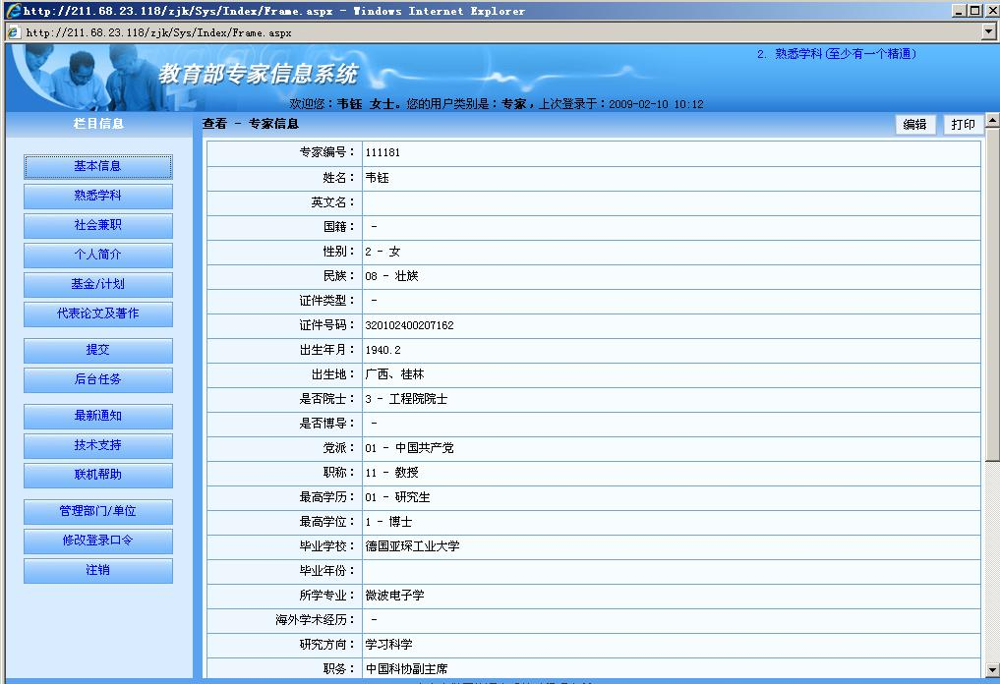 http://211.68.23.118/zjk/Sys/Index/Frame.aspx - Windows Internet Explorer
http://211.68.23.118/zjk/Sys/Index/Frame.aspx
2. 熟悉学科(至少有一个精通)
教育部专家信息系统
欢迎您：韦钰 女士。您的用户类别是：专家，上次登录于：2009-02-10 10:12
栏目信息
查看 - 专家信息
编辑 打印
基本信息
熟悉学科
社会兼职
个人简介
基金/计划
代表论文及著作
提交
后台任务
最新通知
技术支持
联机帮助
管理部门/单位
修改登录口令
注销
专家编号： 111181
姓名： 韦钰
英文名：
国籍： -
性别： 2 - 女
民族： 08 - 壮族
证件类型： -
证件号码： 320102400207162
出生年月： 1940.2
出生地： 广西、桂林
是否院士： 3 - 工程院院士
是否博导： -
党派： 01 - 中国共产党
职称： 11 - 教授
最高学历： 01 - 研究生
最高学位： 1 - 博士
毕业学校： 德国亚琛工业大学
毕业年份：
所学专业： 微波电子学
海外学术经历： -
研究方向： 学习科学
职务： 中国科协副主席